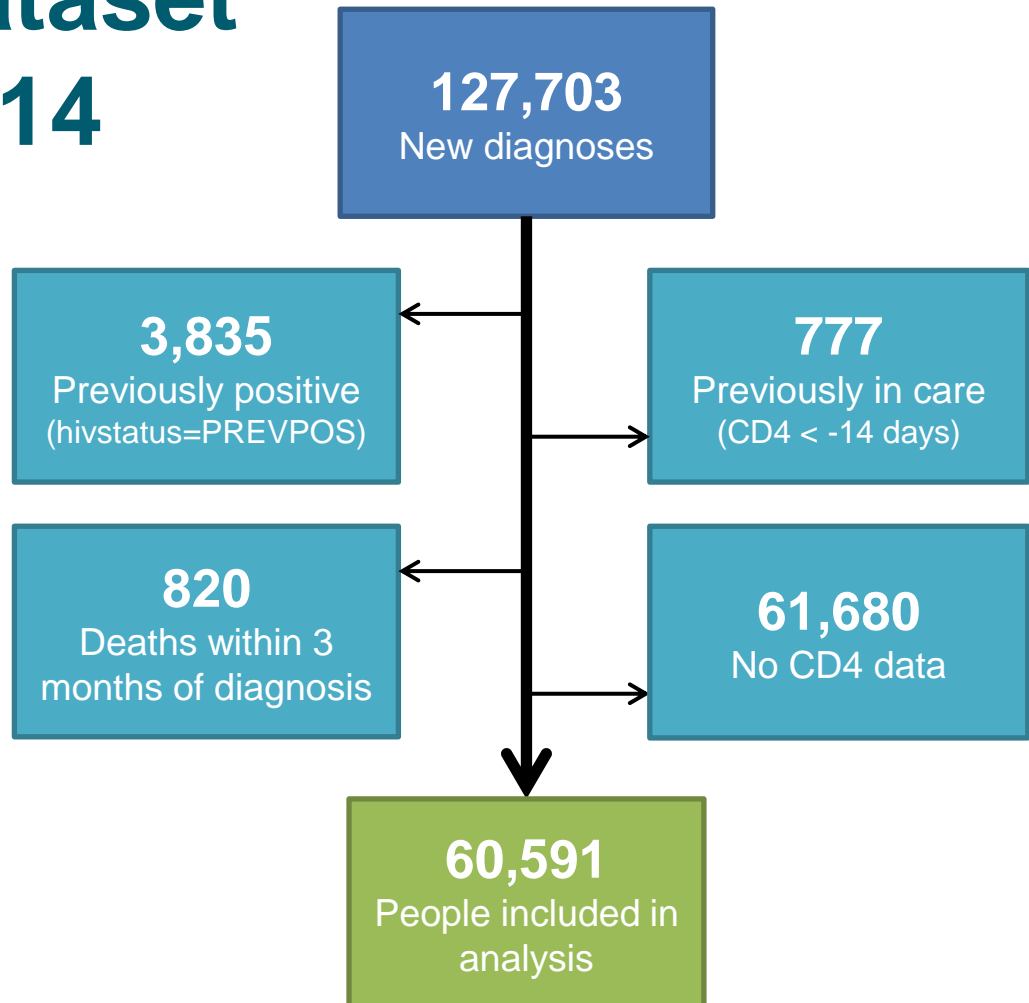 14
127,703
New diagnoses
3,835
Previously positive
(hivstatus=PREVPOS)
777
Previously in care
(CD4 < -14 days)
820
Deaths within 3
months of diagnosis
61,680
No CD4 data
60,591
People included in
analysis